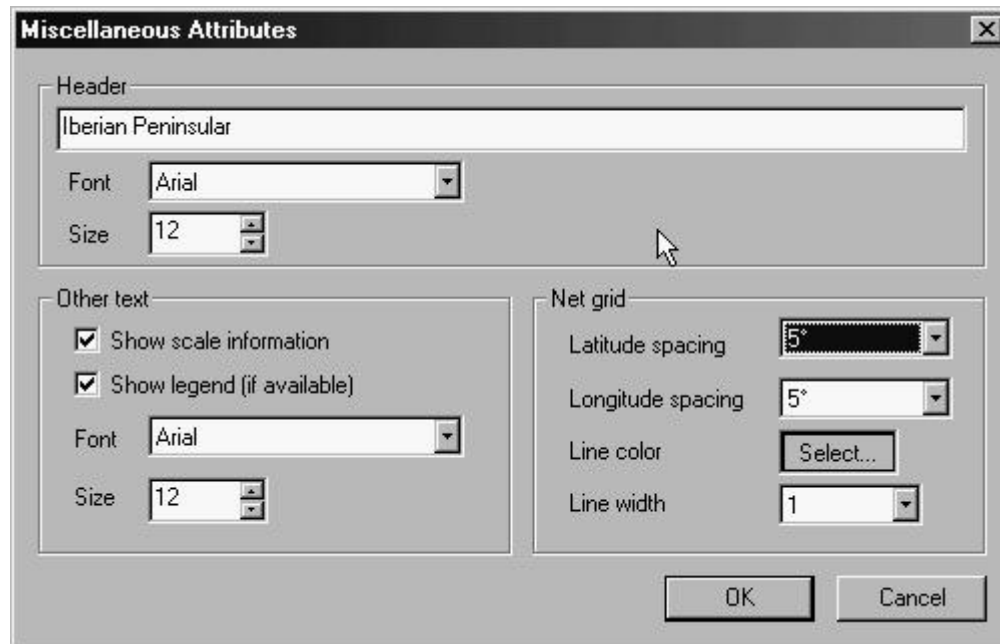 Miscellaneous Attributes
Header
Iberian Peninsular
Font Arial
Size 12
Other text
Show scale information
Show legend (if available)
Font Arial
Size 12
Net grid
Latitude spacing 5°
Longitude spacing 5°
Line color Select...
Line width 1
OK Cancel